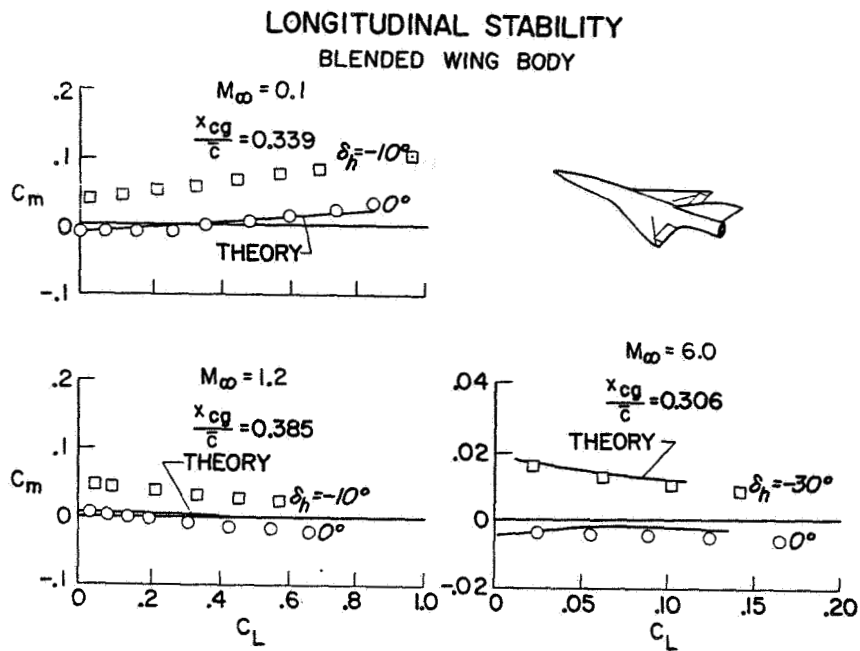 LONGITUDINAL STABILITY
BLENDED WING BODY
M∞ = 0.1
x cg / c̄ = 0.339
δh = -10°
0°
THEORY
Cm
.2
.1
0
-.1
M∞ = 1.2
x cg / c̄ = 0.385
THEORY
δh = -10°
0°
Cm
.2
.1
0
-.1
0 .2 .4 .6 .8 1.0
CL
M∞ = 6.0
x cg / c̄ = 0.306
THEORY
δh = -30°
0°
.04
.02
0
-.02
0 .05 .10 .15 .20
CL